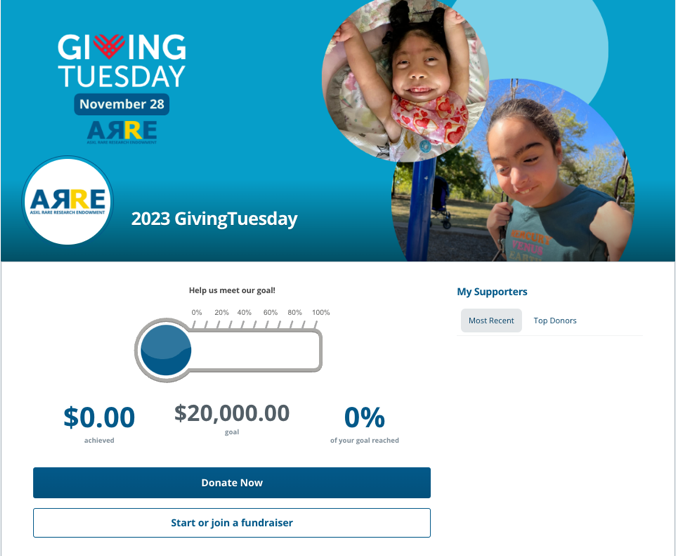 GIVING
TUESDAY
November 28
AЯRE
ADSL RARE RESEARCH ENDOWMENT
AЯRE
ADSL RARE RESEARCH ENDOWMENT
2023 GivingTuesday
Help us meet our goal!
0% 20% 40% 60% 80% 100%
$0.00
achieved
$20,000.00
goal
0%
of your goal reached
Donate Now
Start or join a fundraiser
My Supporters
Most Recent Top Donors